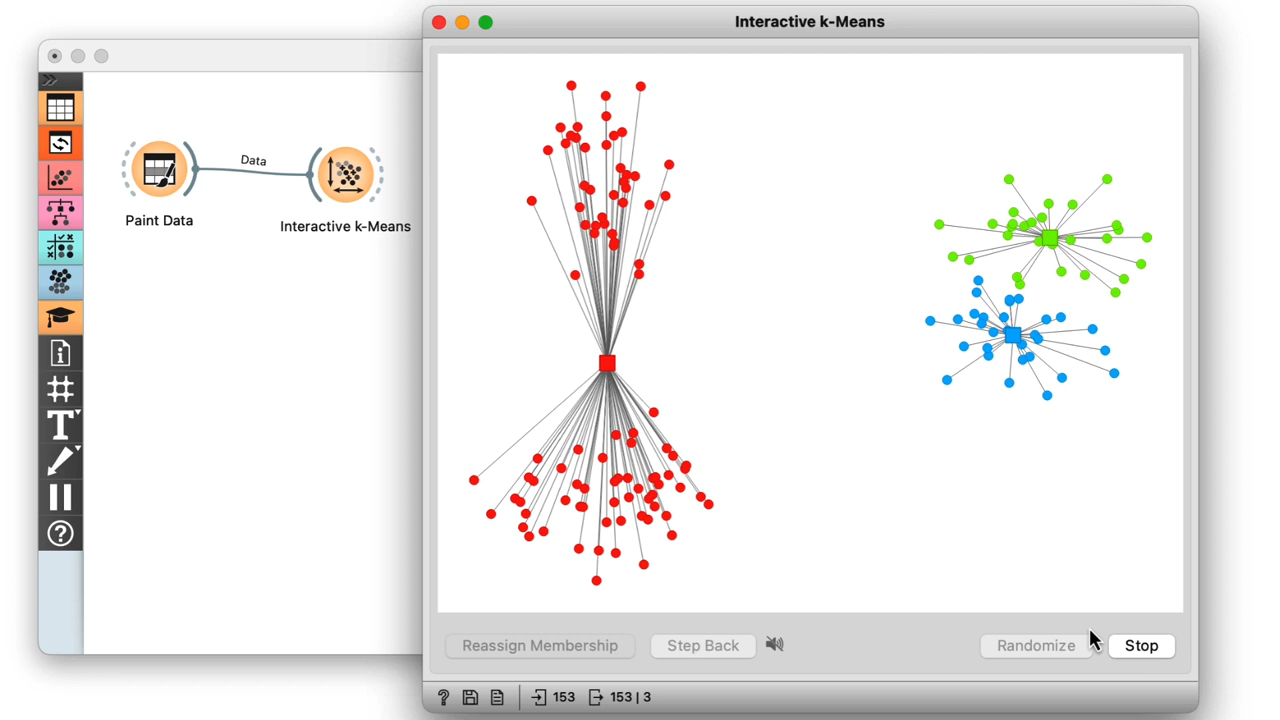 Interactive k-Means
Data
Paint Data
Interactive k-Means
Reassign Membership
Step Back
Randomize
Stop
? 153 153 | 3